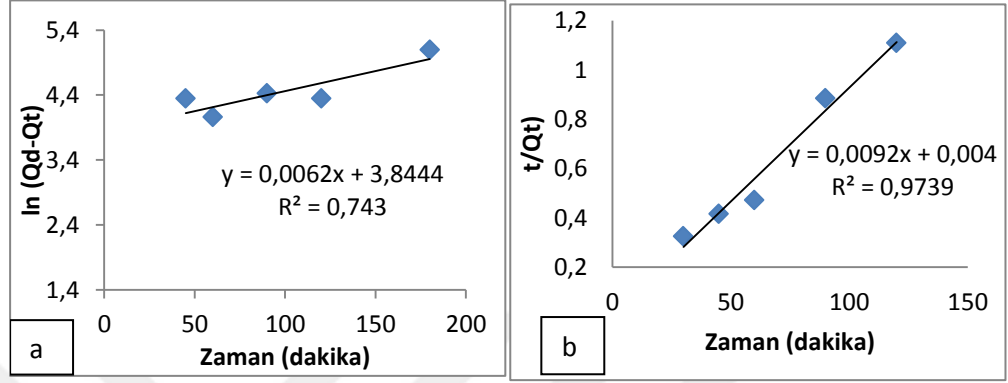 5,4
4,4
3,4
2,4
1,4
ln (Qd-Qt)
y = 0,0062x + 3,8444
R² = 0,743
0 50 100 150 200
Zaman (dakika)
a
1,2
1
0,8
0,6
0,4
0,2
t/Qt)
y = 0,0092x + 0,004
R² = 0,9739
0 50 100 150
Zaman (dakika)
b